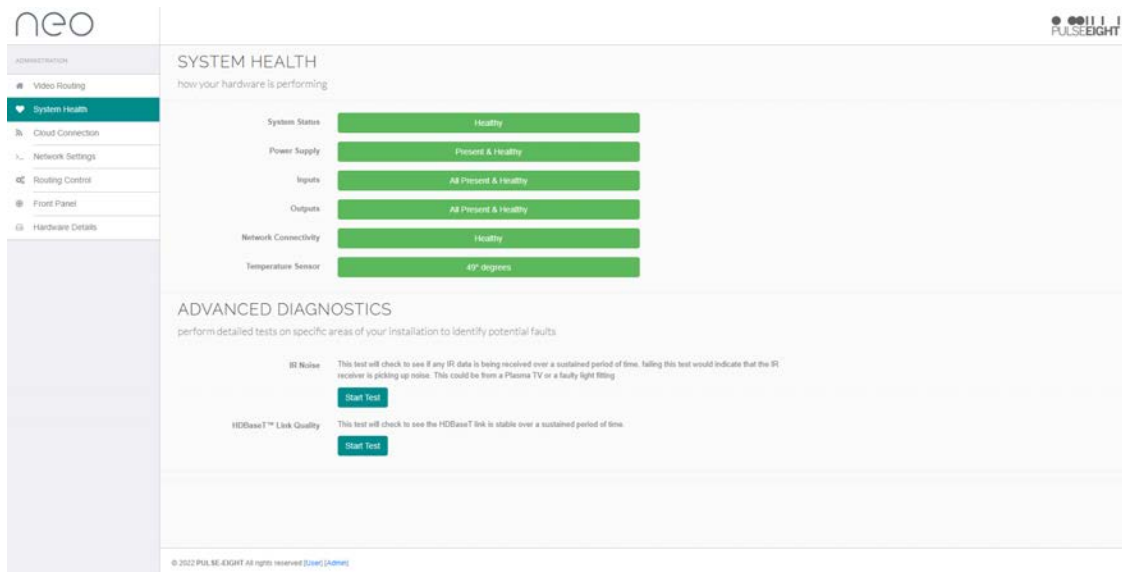 neo
PULSEEIGHT
ADMINISTRATION
Video Routing
System Health
Cloud Connection
Network Settings
Routing Control
Front Panel
Hardware Details
SYSTEM HEALTH
how your hardware is performing
System Status Healthy
Power Supply Present & Healthy
Inputs All Present & Healthy
Outputs All Present & Healthy
Network Connectivity Healthy
Temperature Sensor 49° degrees
ADVANCED DIAGNOSTICS
perform detailed tests on specific areas of your installation to identify potential faults
IR Noise This test will check to see if any IR data is being received over a sustained period of time, failing this test would indicate that the IR
receiver is picking up noise. This could be from a Plasma TV or a faulty light fitting
Start Test
HDBaseT™ Link Quality This test will check to see the HDBaseT link is stable over a sustained period of time.
Start Test
© 2022 PULSE-EIGHT All rights reserved [User] [Admin]